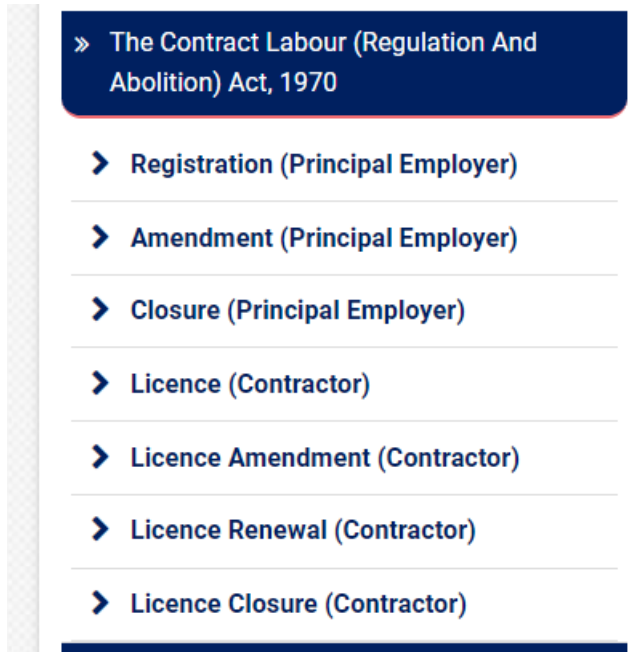 » The Contract Labour (Regulation And
Abolition) Act, 1970
Registration (Principal Employer)
Amendment (Principal Employer)
Closure (Principal Employer)
Licence (Contractor)
Licence Amendment (Contractor)
Licence Renewal (Contractor)
Licence Closure (Contractor)